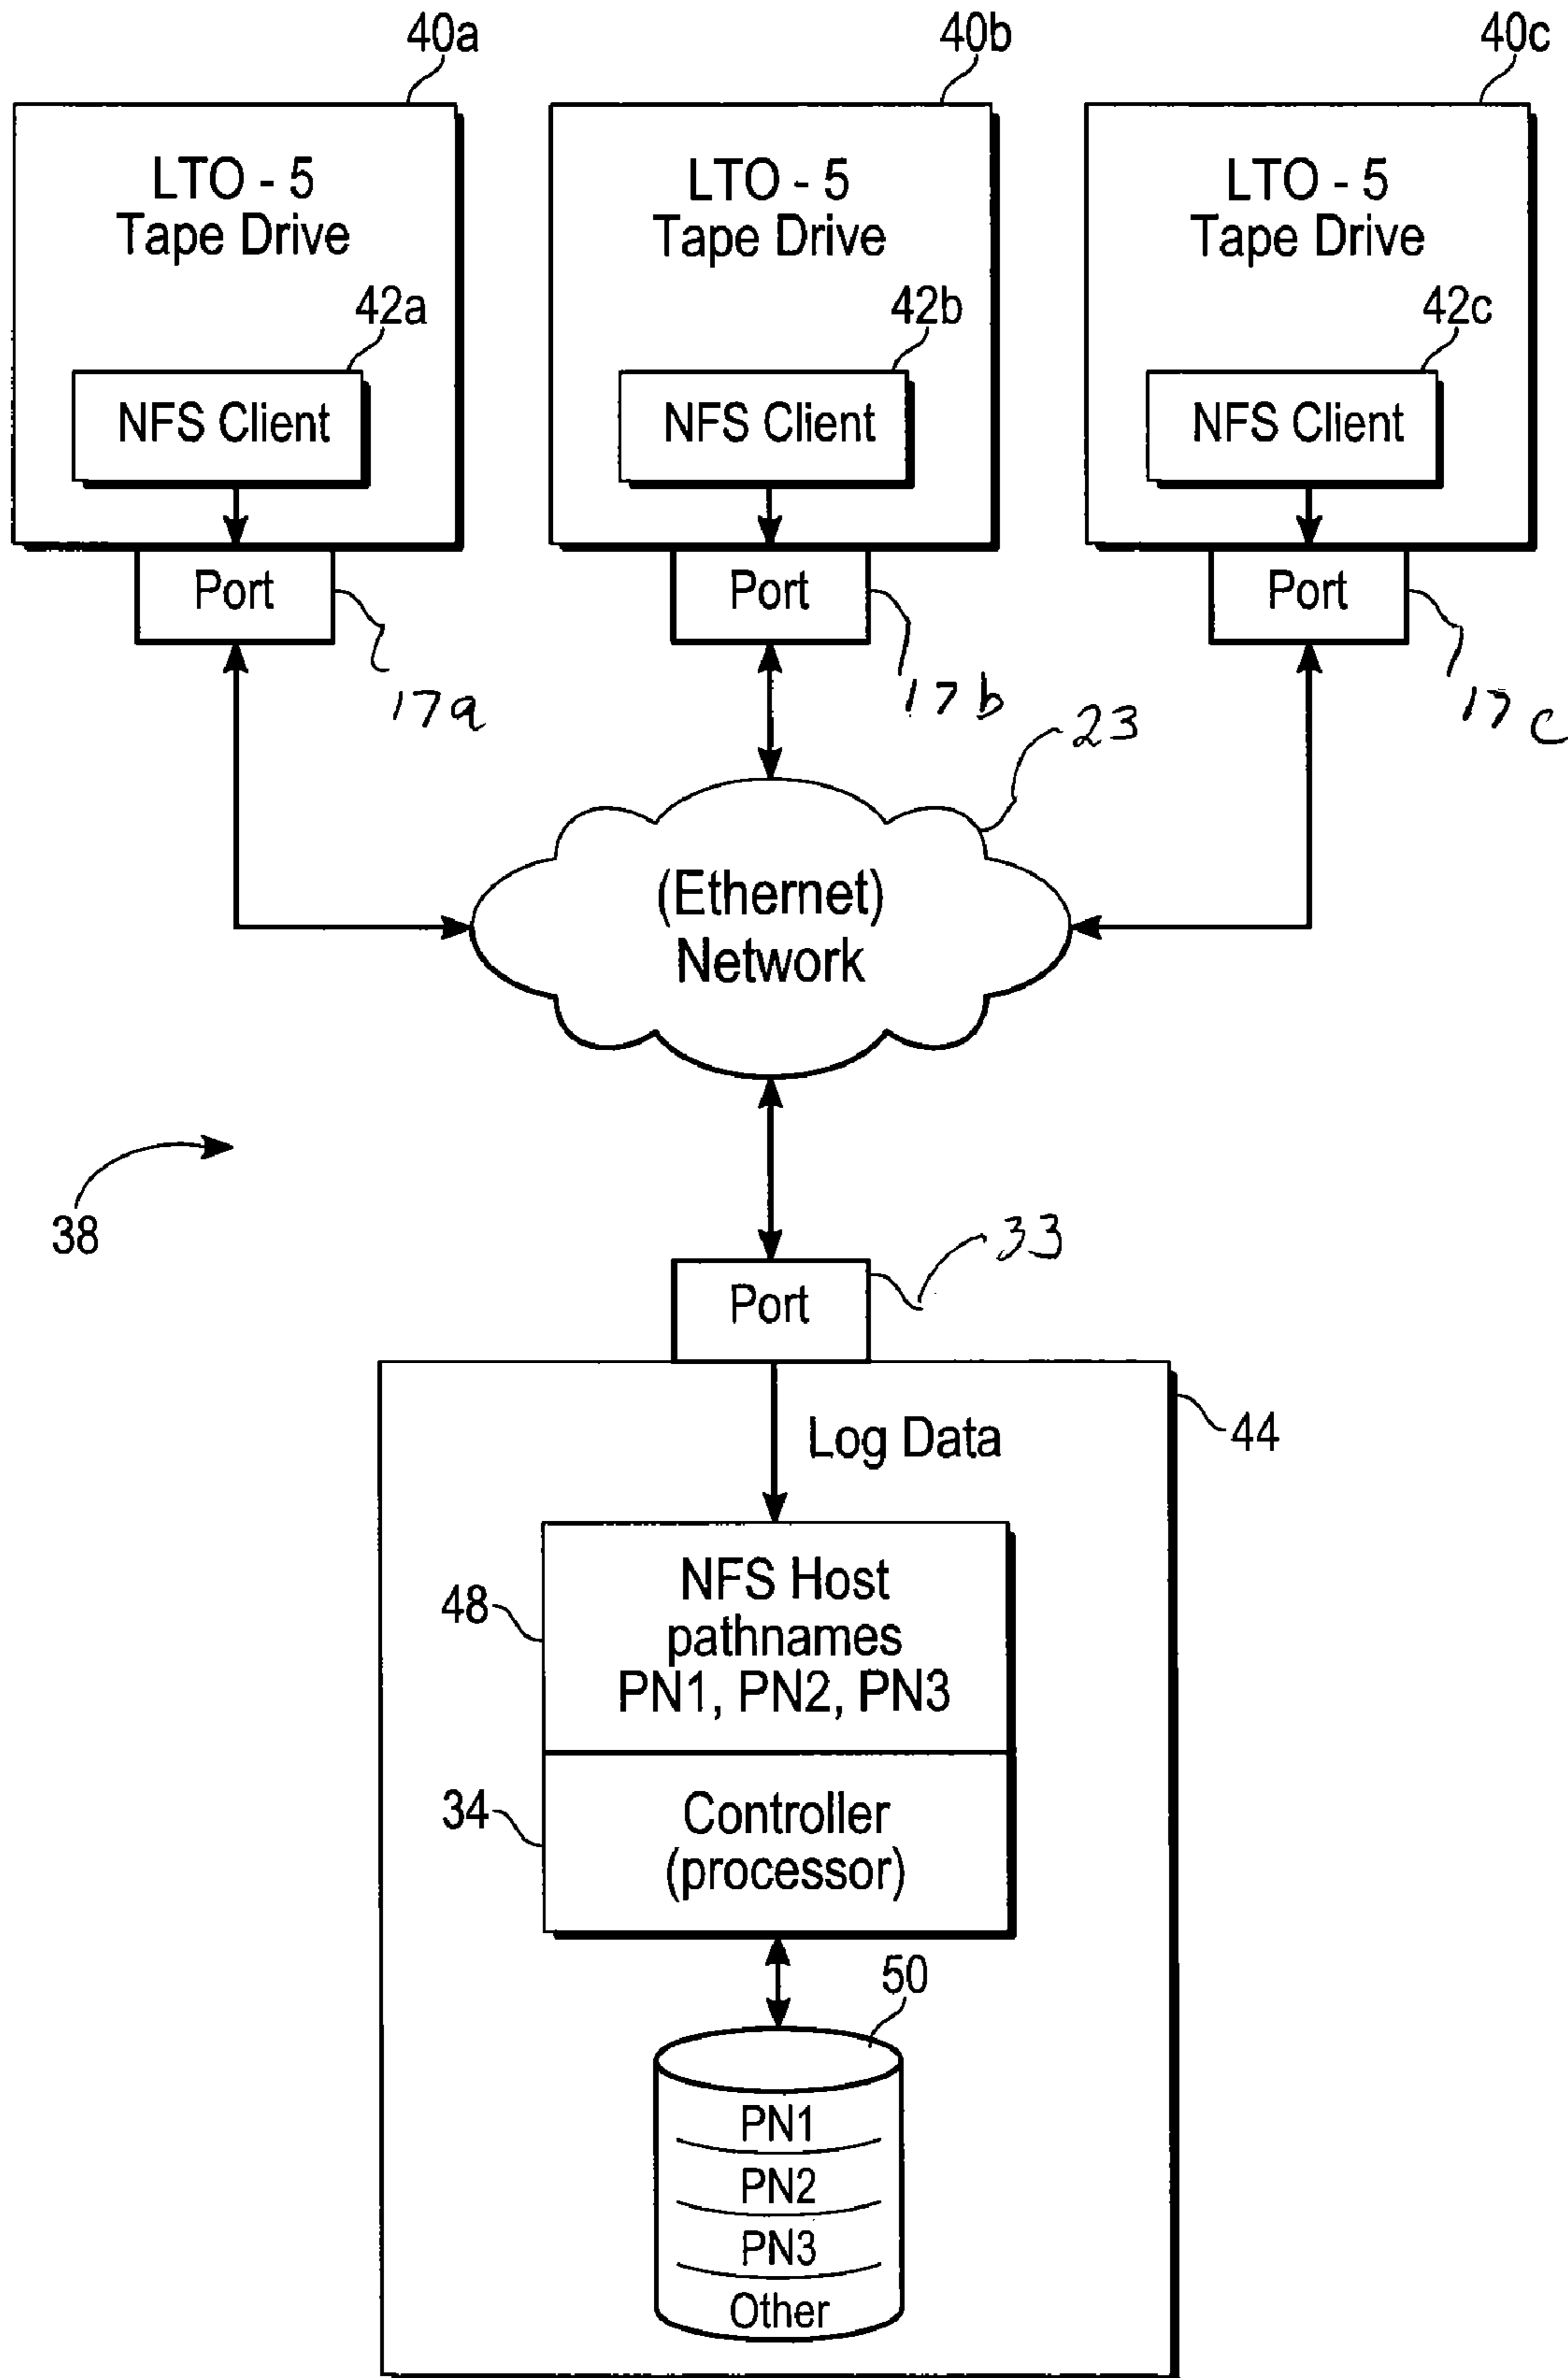 40a
40b
40c
LTO - 5
Tape Drive
LTO - 5
Tape Drive
LTO - 5
Tape Drive
42a
42b
42c
NFS Client
NFS Client
NFS Client
Port
Port
Port
17a
17b
17c
23
(Ethernet)
Network
38
33
Port
Log Data
44
48
NFS Host
pathnames
PN1, PN2, PN3
34
Controller
(processor)
50
PN1
PN2
PN3
Other